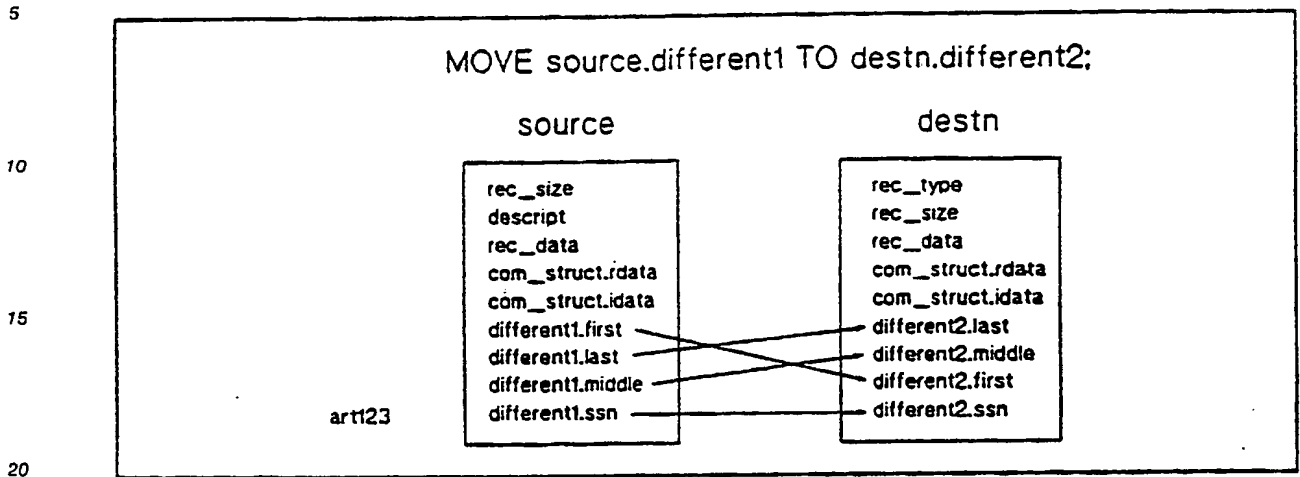 5
MOVE source.different1 TO destn.different2;
source
destn
10
rec_size
descript
rec_data
com_struct.rdata
com_struct.idata
different1.first
different1.last
different1.middle
different1.ssn
rec_type
rec_size
rec_data
com_struct.rdata
com_struct.idata
different2.last
different2.middle
different2.first
different2.ssn
15
art123
20